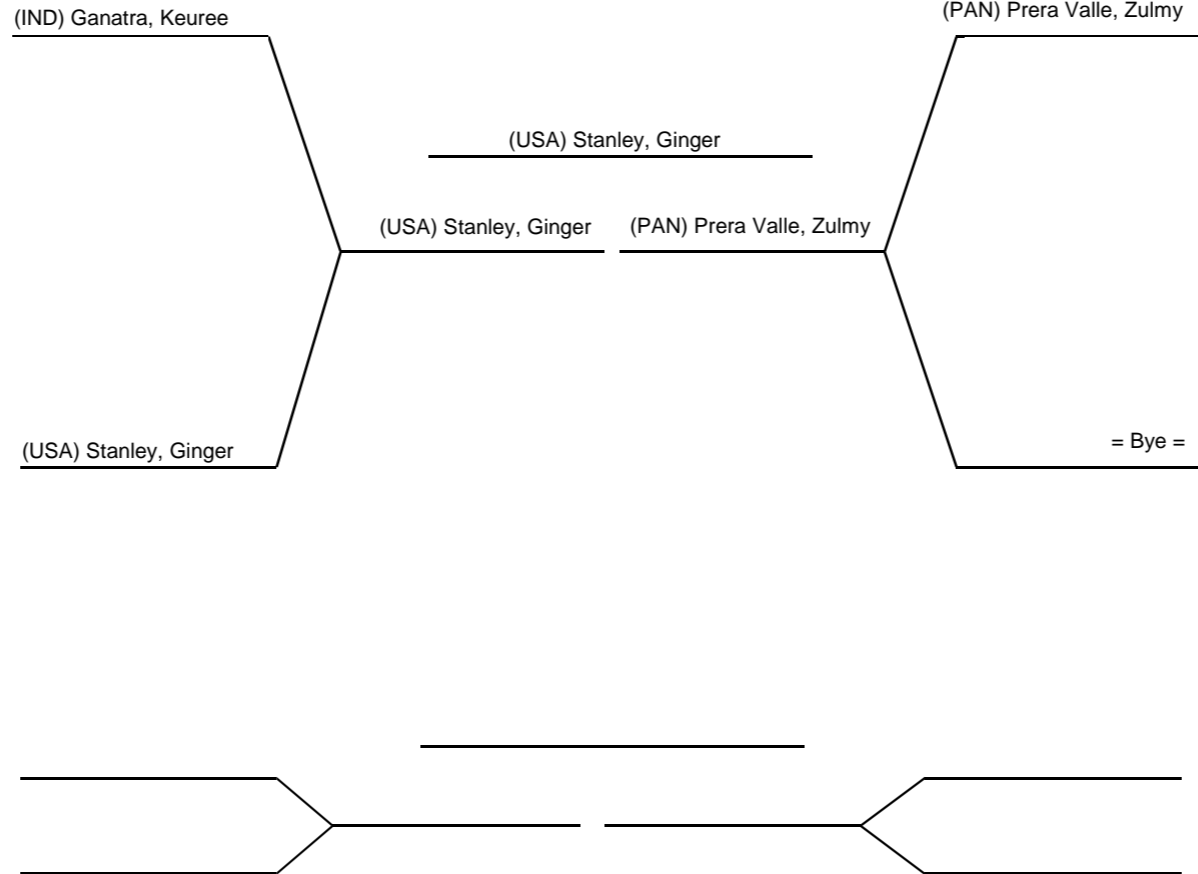 (IND) Ganatra, Keuree
(PAN) Prera Valle, Zulmy
(USA) Stanley, Ginger
(USA) Stanley, Ginger
(PAN) Prera Valle, Zulmy
(USA) Stanley, Ginger
= Bye =